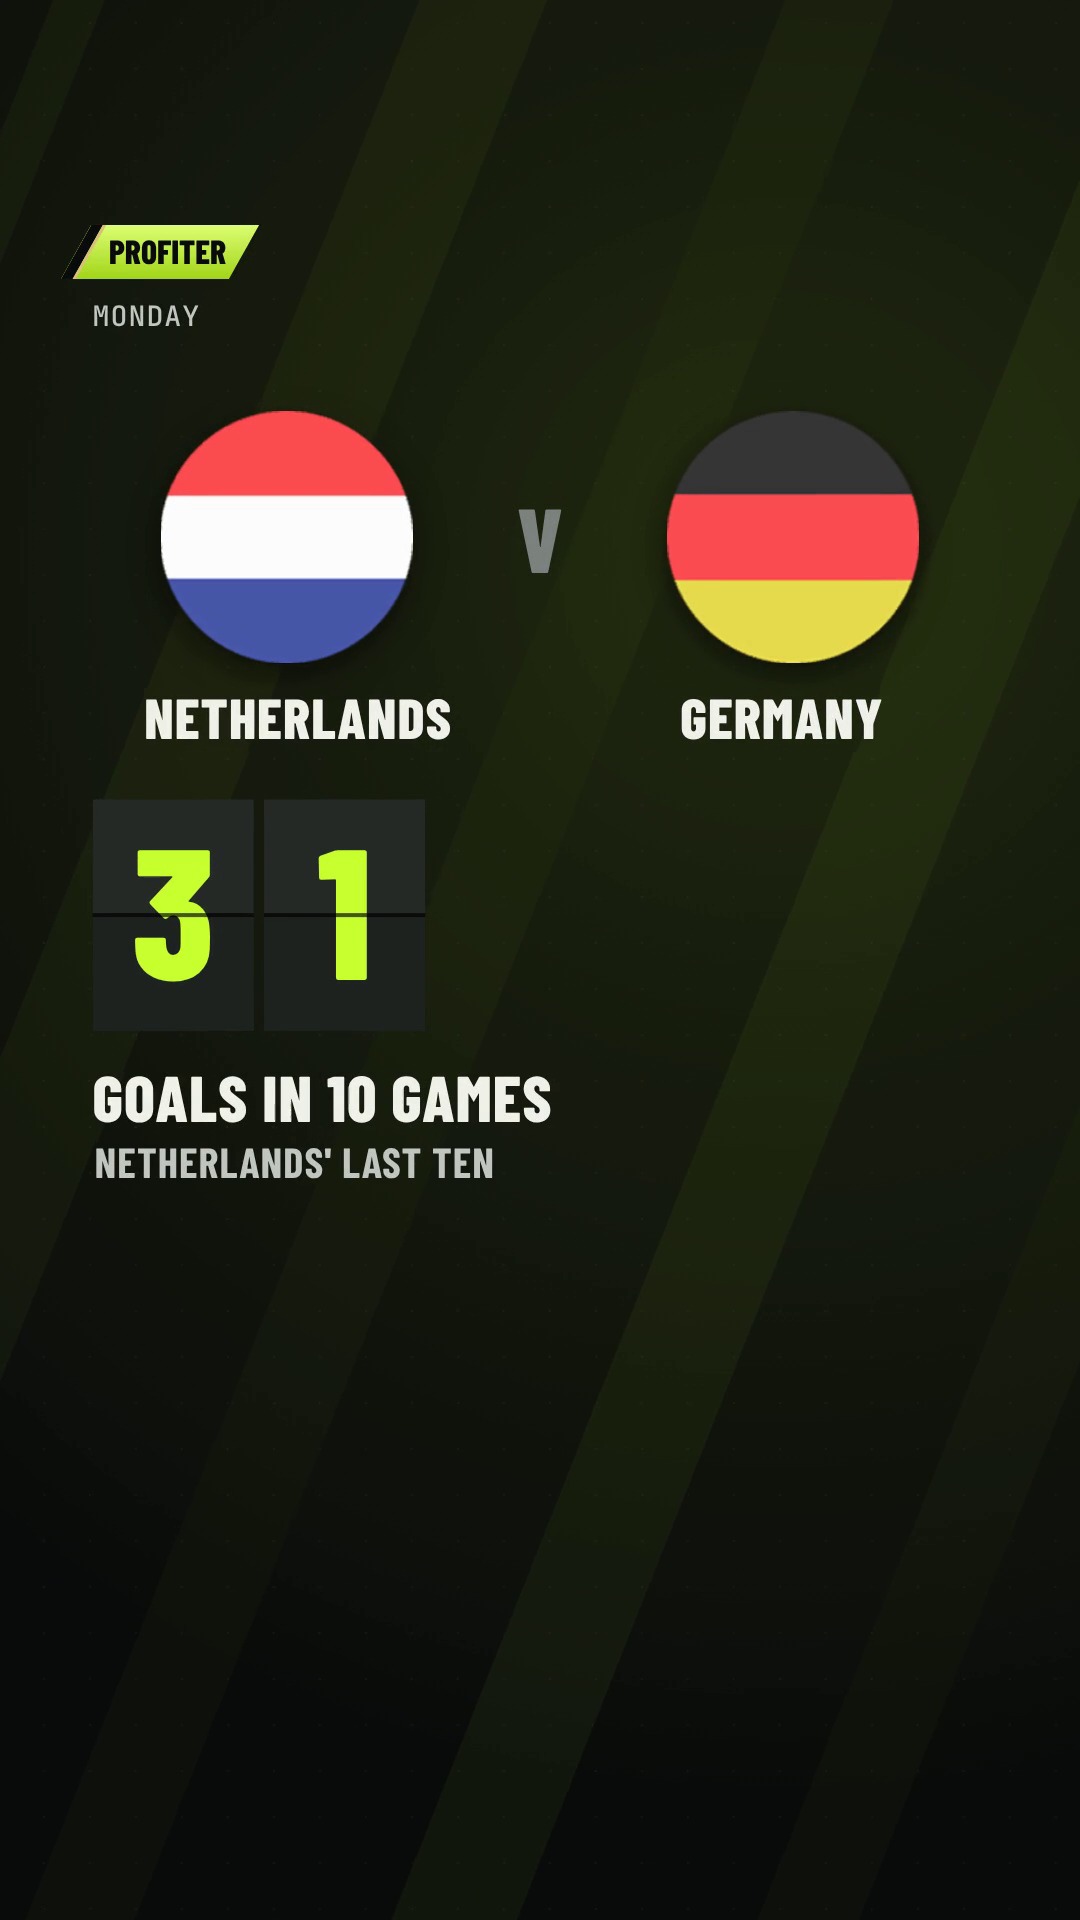 PROFITER
MONDAY
V
NETHERLANDS GERMANY
31
GOALS IN 10 GAMES
NETHERLANDS' LAST TEN